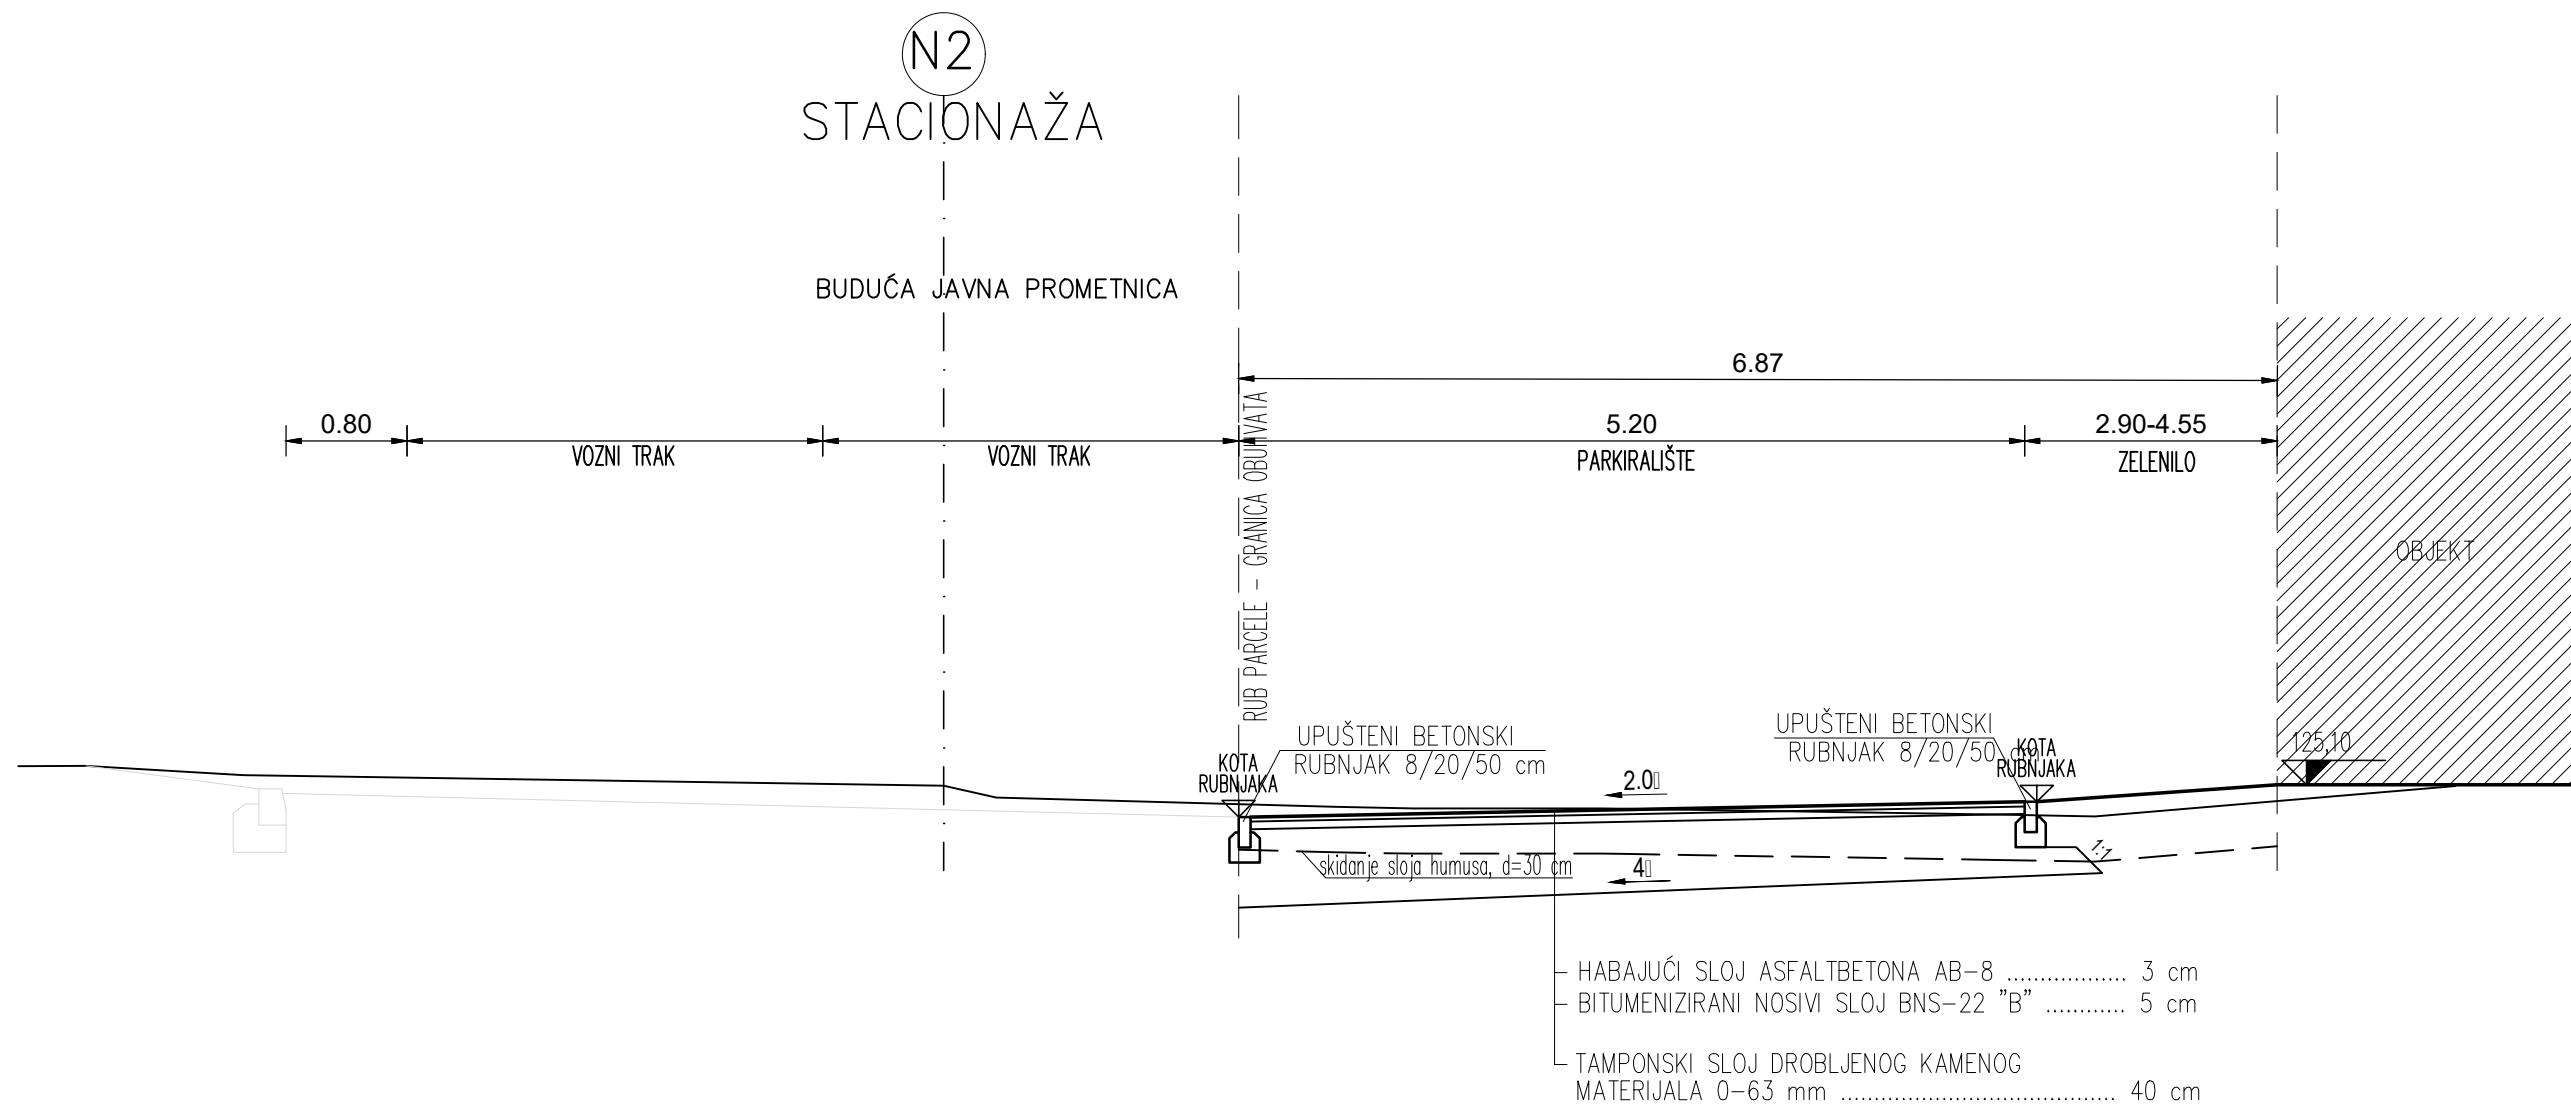 N2
STACIONAŽA
BUDUĆA JAVNA PROMETNICA
6.87
0.80
5.20
2.90-4.55
VOZNI TRAK
VOZNI TRAK
PARKIRALIŠTE
ZELENILO
RUB PARCELE - GRANICA OBUHVATA
OBJEKT
UPUŠTENI BETONSKI
RUBNJAK 8/20/50 cm
UPUŠTENI BETONSKI
RUBNJAK 8/20/50 cm
KOTA
RUBNJAKA
KOTA
RUBNJAKA
125,10
2.0
1:1
skidanje sloja humusa, d=30 cm
4
HABAJUĆI SLOJ ASFALTBETONA AB-8 .................. 3 cm
BITUMENIZIRANI NOSIVI SLOJ BNS-22 "B" ............ 5 cm
TAMPONSKI SLOJ DROBLJENOG KAMENOG
MATERIJALA 0-63 mm ......................................... 40 cm